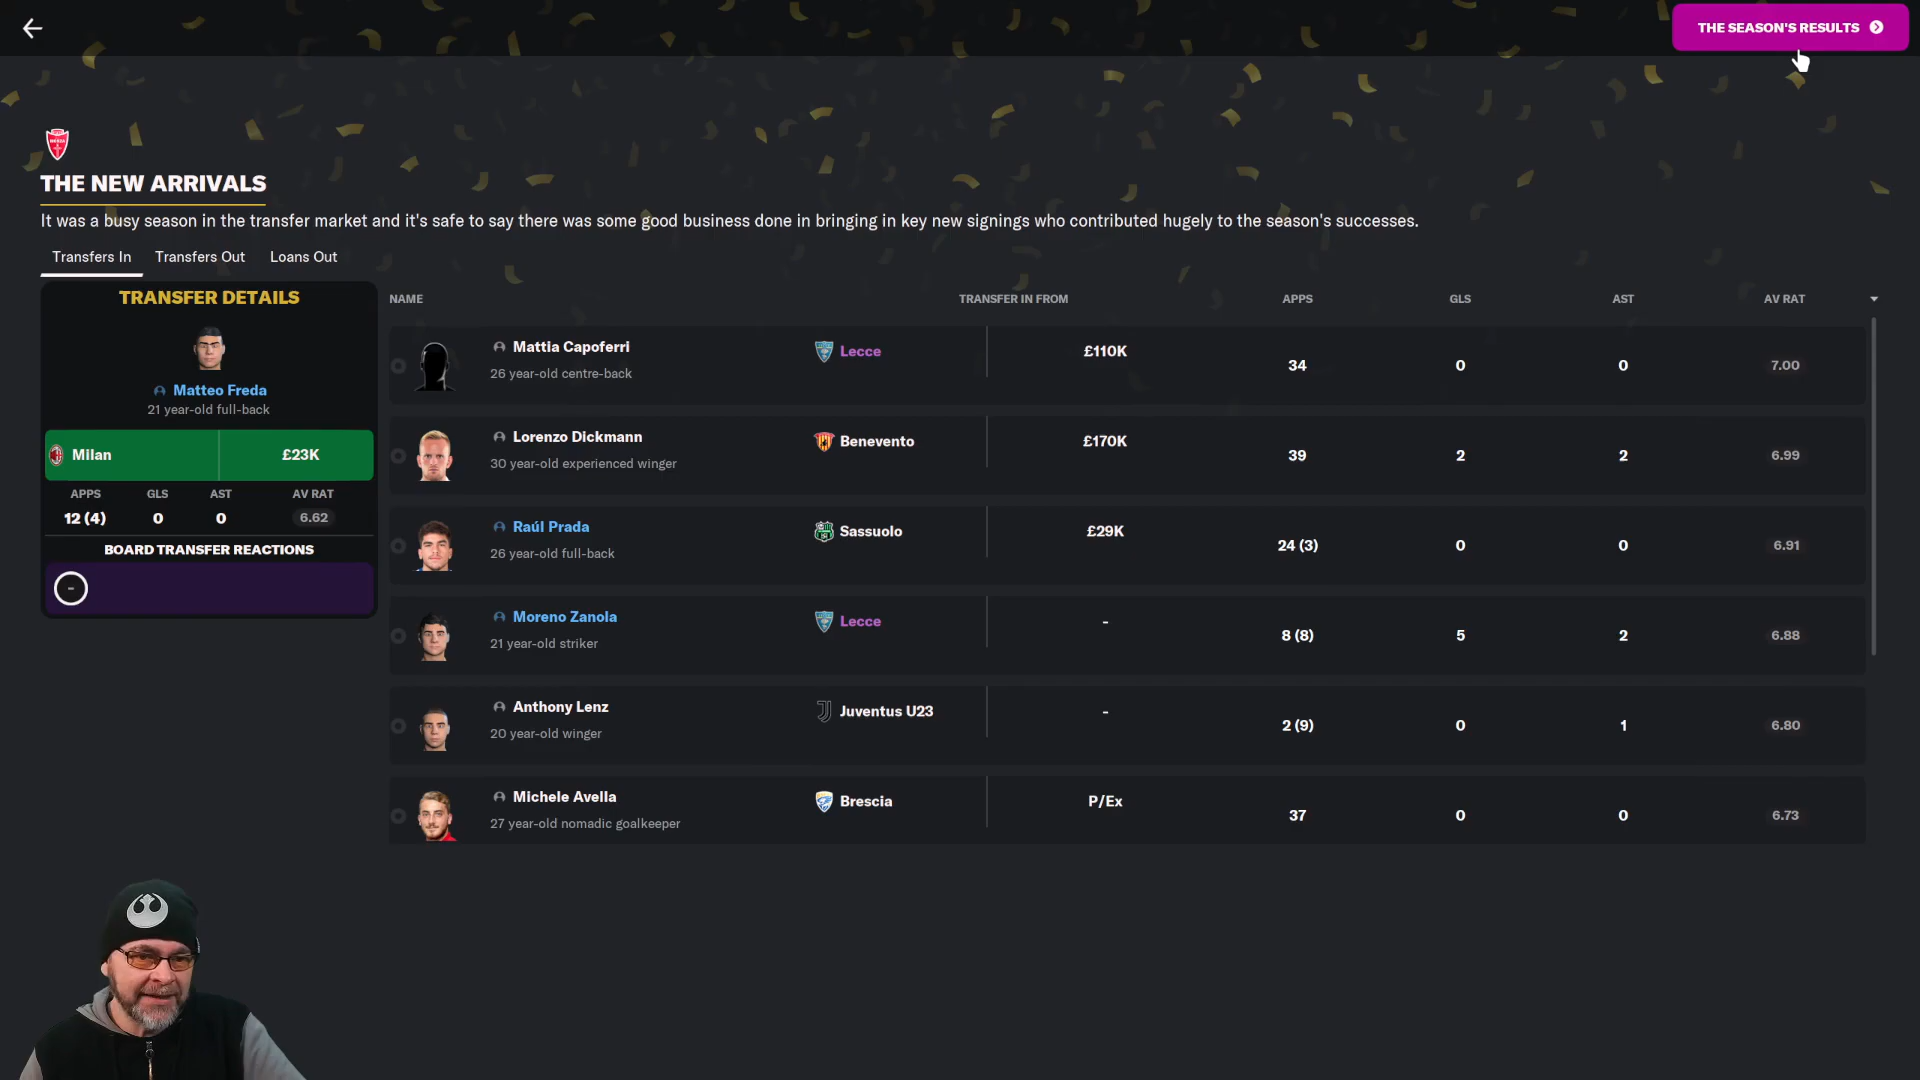 THE SEASON'S RESULTS
THE NEW ARRIVALS
It was a busy season in the transfer market and it's safe to say there was some good business done in bringing in key new signings who contributed hugely to the season's successes.
Transfers In Transfers Out Loans Out
TRANSFER DETAILS
Matteo Freda
21 year-old full-back
Milan £23K
APPS GLS AST AV RAT
12 (4) 0 0 6.62
BOARD TRANSFER REACTIONS
-
NAME TRANSFER IN FROM APPS GLS AST AV RAT
Mattia Capoferri Lecce £110K 34 0 0 7.00
26 year-old centre-back
Lorenzo Dickmann Benevento £170K 39 2 2 6.99
30 year-old experienced winger
Raúl Prada Sassuolo £29K 24 (3) 0 0 6.91
26 year-old full-back
Moreno Zanola Lecce - 8 (8) 5 2 6.88
21 year-old striker
Anthony Lenz Juventus U23 - 2 (9) 0 1 6.80
20 year-old winger
Michele Avella Brescia P/Ex 37 0 0 6.73
27 year-old nomadic goalkeeper